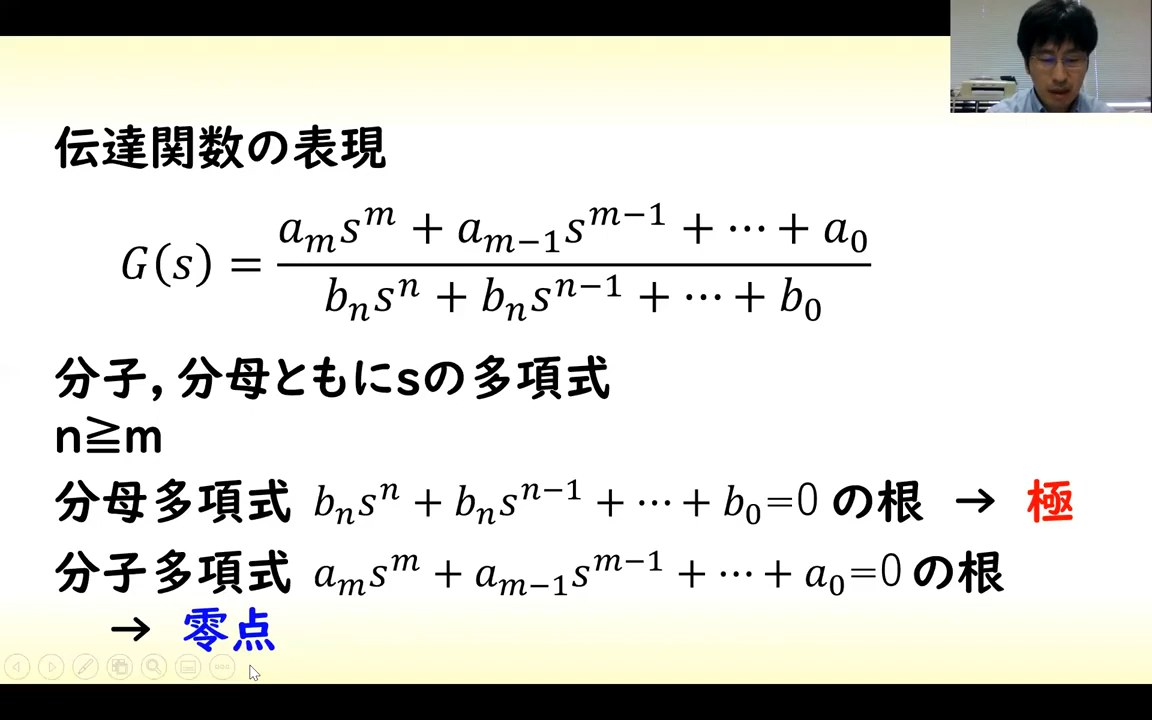 伝達関数の表現
G(s) = \frac{a_m s^m + a_{m-1} s^{m-1} + ⋯ + a_0}{b_n s^n + b_n s^{n-1} + ⋯ + b_0}
分子，分母ともにsの多項式
n≧m
分母多項式 b_n s^n + b_n s^{n-1} + ⋯ + b_0=0 の根 → 極
分子多項式 a_m s^m + a_{m-1} s^{m-1} + ⋯ + a_0=0 の根
→ 零点